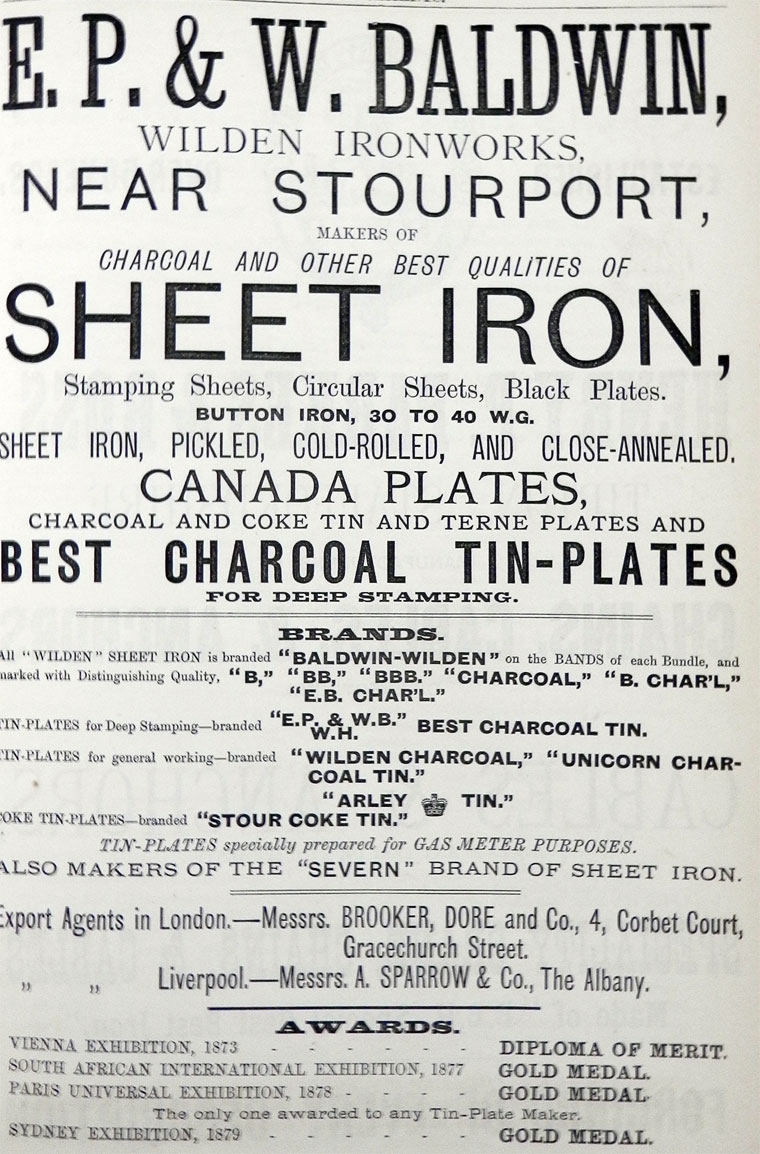 E. P. & W. BALDWIN,
WILDEN IRONWORKS,
NEAR STOURPORT,
MAKERS OF
CHARCOAL AND OTHER BEST QUALITIES OF
SHEET IRON,
Stamping Sheets, Circular Sheets, Black Plates.
BUTTON IRON, 30 TO 40 W.G.
SHEET IRON, PICKLED, COLD-ROLLED, AND CLOSE-ANNEALED.
CANADA PLATES,
CHARCOAL AND COKE TIN AND TERNE PLATES AND
BEST CHARCOAL TIN-PLATES
FOR DEEP STAMPING.
BRANDS.
All "WILDEN" SHEET IRON is branded "BALDWIN-WILDEN" on the BANDS of each Bundle, and
marked with Distinguishing Quality, "B," "BB," "BBB." "CHARCOAL," "B. CHAR'L,"
"E.B. CHAR'L."
TIN-PLATES for Deep Stamping—branded "E.P. & W.B." BEST CHARCOAL TIN.
W.H.
TIN-PLATES for general working—branded "WILDEN CHARCOAL," "UNICORN CHAR-
COAL TIN."
"ARLEY TIN."
COKE TIN-PLATES—branded "STOUR COKE TIN."
TIN-PLATES specially prepared for GAS METER PURPOSES.
ALSO MAKERS OF THE "SEVERN" BRAND OF SHEET IRON.
Export Agents in London.—Messrs. BROOKER, DORE and Co., 4, Corbet Court,
Gracechurch Street.
„ „ Liverpool.—Messrs. A. SPARROW & Co., The Albany.
AWARDS.
VIENNA EXHIBITION, 1873 - - - - - - DIPLOMA OF MERIT.
SOUTH AFRICAN INTERNATIONAL EXHIBITION, 1877 GOLD MEDAL.
PARIS UNIVERSAL EXHIBITION, 1878 - - - - GOLD MEDAL
The only one awarded to any Tin-Plate Maker.
SYDNEY EXHIBITION, 1879 - - - - - - GOLD MEDAL.